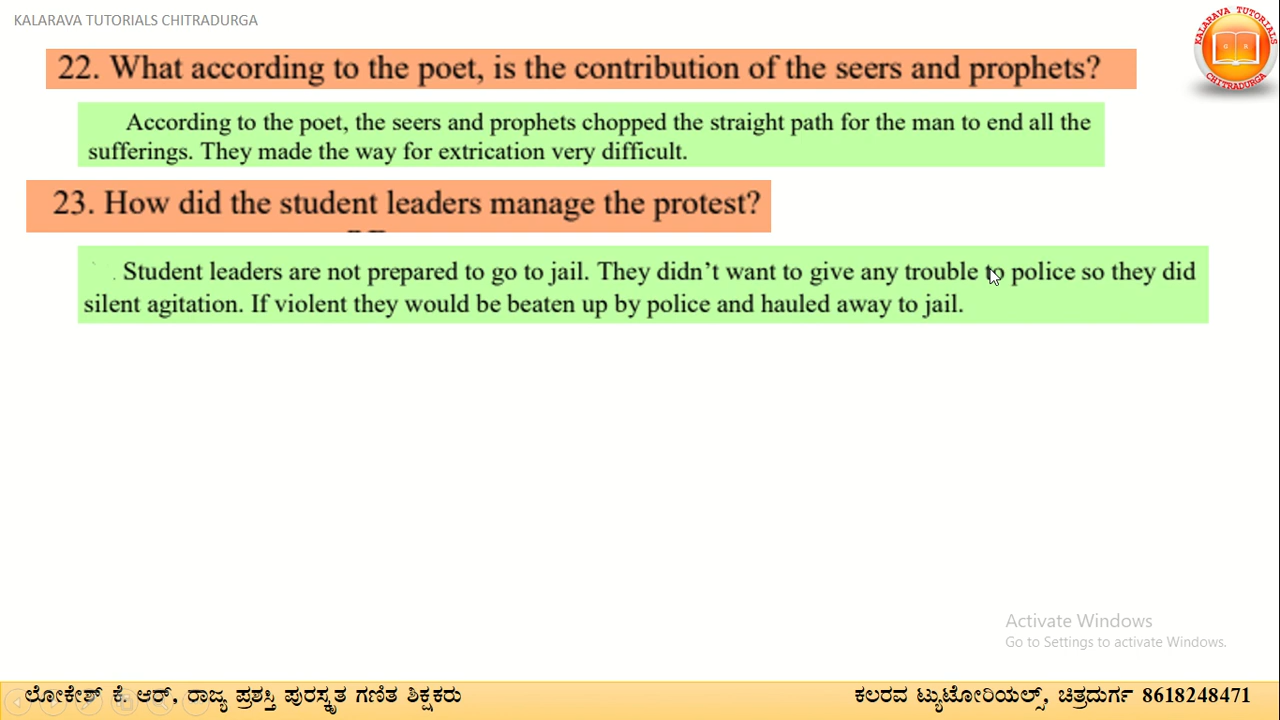 KALARAVA TUTORIALS CHITRADURGA
KALARAVA TUTORIALS
CHITRADURGA
22. What according to the poet, is the contribution of the seers and prophets?
According to the poet, the seers and prophets chopped the straight path for the man to end all the
sufferings. They made the way for extrication very difficult.
23. How did the student leaders manage the protest?
Student leaders are not prepared to go to jail. They didn't want to give any trouble to police so they did
silent agitation. If violent they would be beaten up by police and hauled away to jail.
Activate Windows
Go to Settings to activate Windows.
ಲೋಕೇಶ್ ಕೆ ಆರ್, ರಾಜ್ಯ ಪ್ರಶಸ್ತಿ ಪುರಸ್ಕೃತ ಗಣಿತ ಶಿಕ್ಷಕರು
ಕಲರವ ಟ್ಯುಟೋರಿಯಲ್ಸ್, ಚಿತ್ರದುರ್ಗ 8618248471